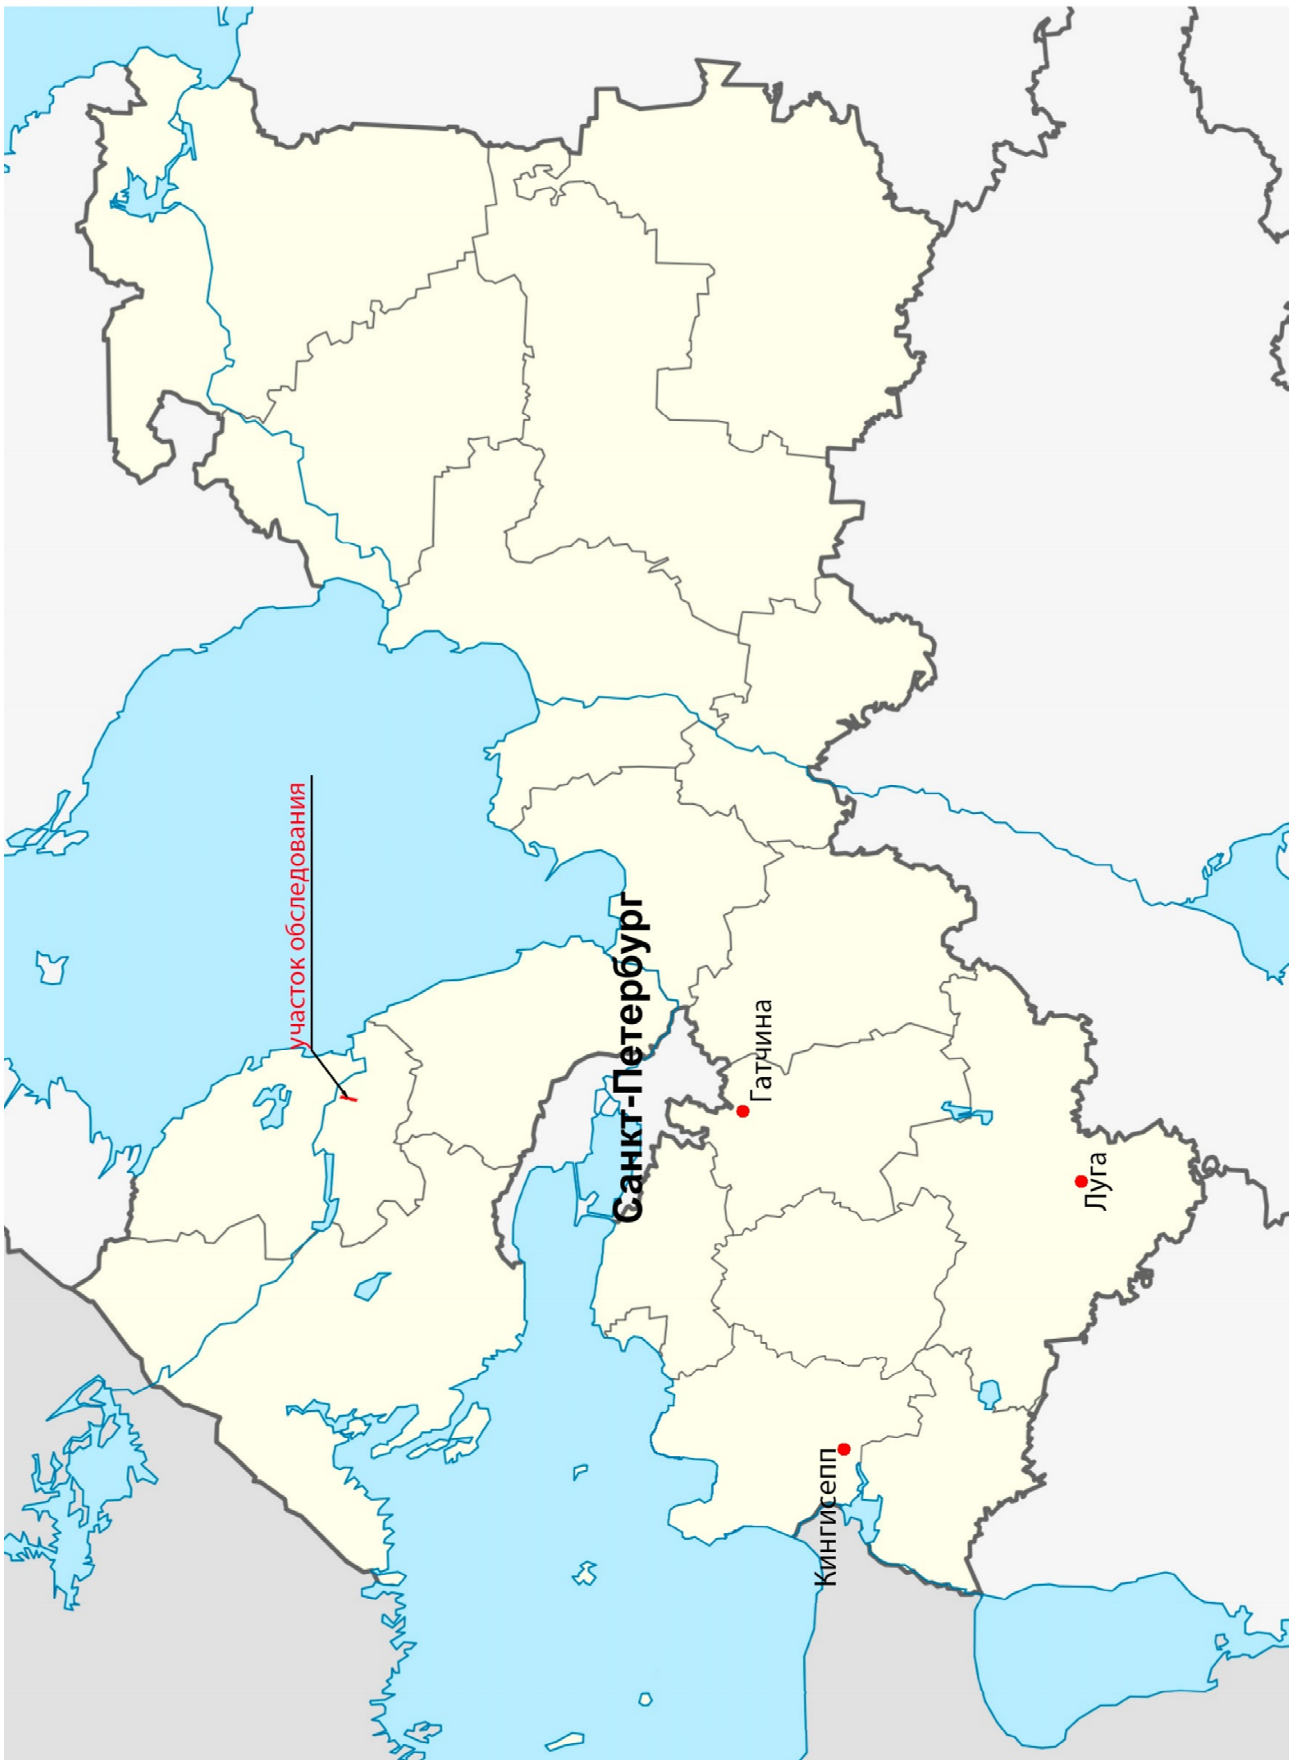 участок обследования
Санкт-Петербург
Гатчина
Кингисепп
Луга